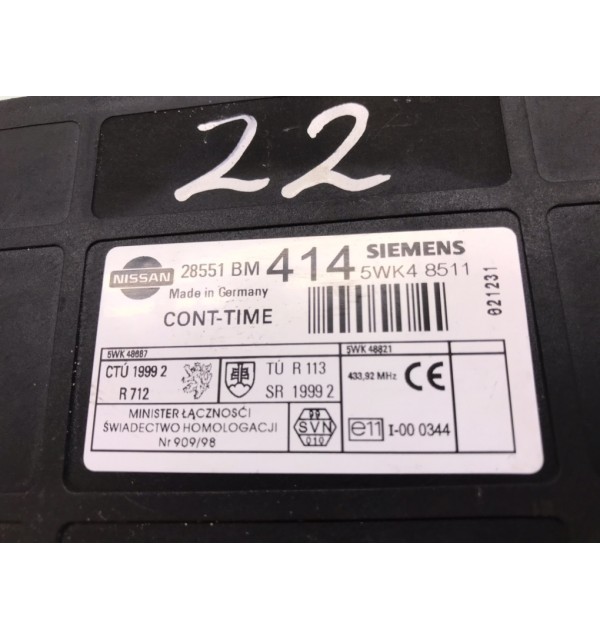 22
NISSAN 28551 BM 414 SIEMENS
5WK4 8511
Made in Germany
CONT-TIME
021231
5WK 48687
CTÚ 1999 2
R 712
TÚ R 113
SR 1999 2
5WK 48821
433,92 MHz CE
MINISTER ŁĄCZNOŚCI
ŚWIADECTWO HOMOLOGACJI
Nr 909/98
99
SVN
010
e11 I-00 0344